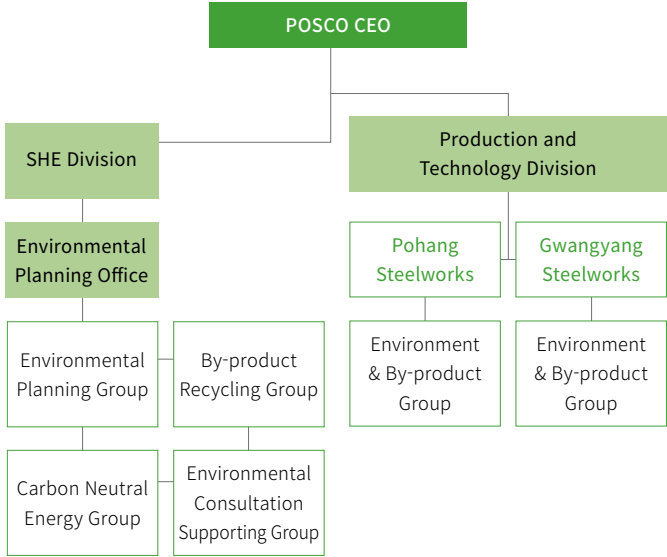 POSCO CEO
SHE Division
Production and
Technology Division
Environmental
Planning Office
Pohang
Steelworks
Gwangyang
Steelworks
Environmental
Planning Group
By-product
Recycling Group
Environment
& By-product
Group
Environment
& By-product
Group
Carbon Neutral
Energy Group
Environmental
Consultation
Supporting Group